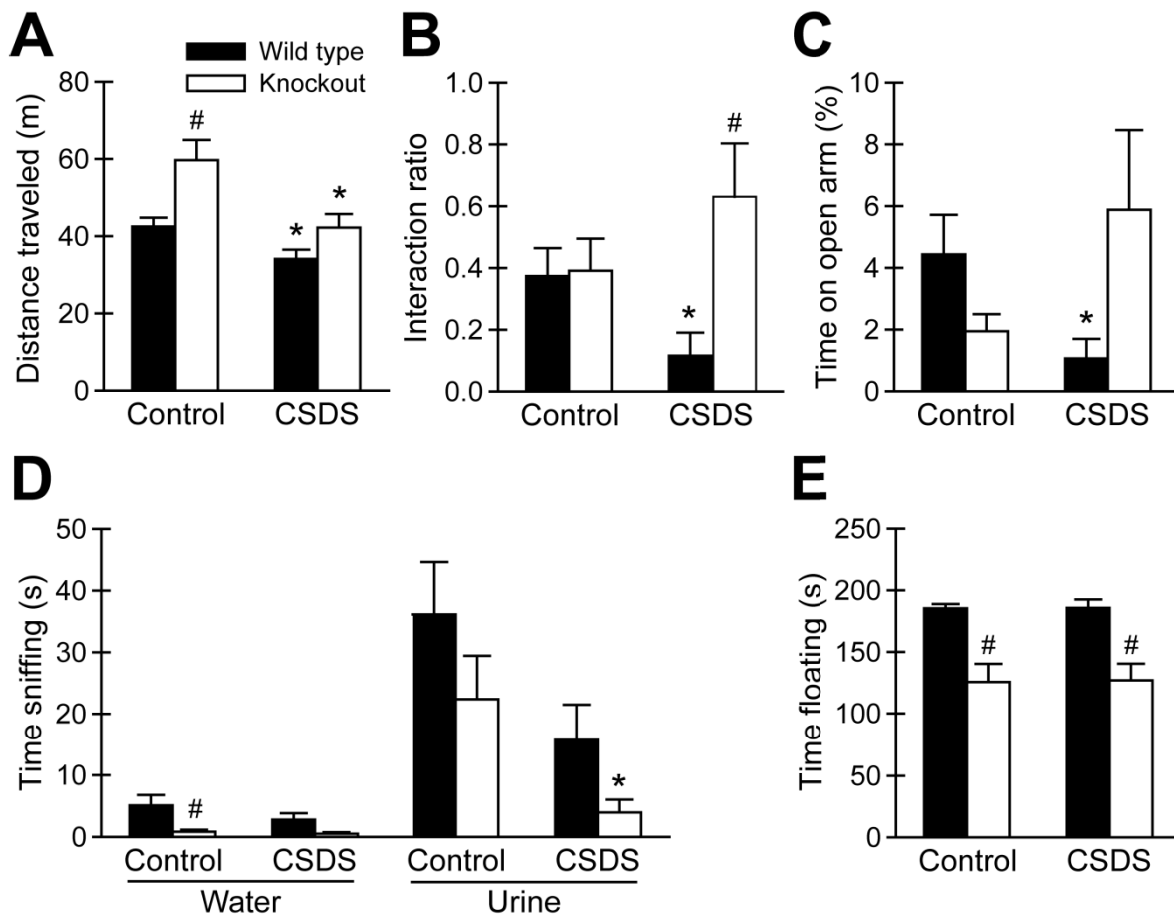 A
Wild type
Knockout
Distance traveled (m)
80
60
40
20
0
#
*
*
Control
CSDS
B
Interaction ratio
1.0
0.8
0.6
0.4
0.2
0.0
*
#
Control
CSDS
C
Time on open arm (%)
10
8
6
4
2
0
*
Control
CSDS
D
Time sniffing (s)
50
40
30
20
10
0
#
*
Control
CSDS
Control
CSDS
Water
Urine
E
Time floating (s)
250
200
150
100
50
0
#
#
Control
CSDS